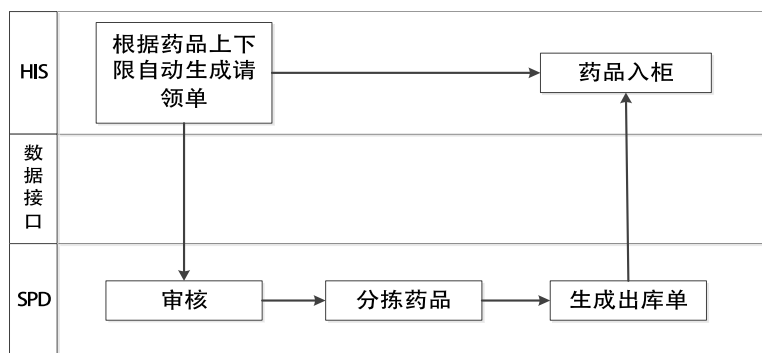 HIS
根据药品上下
限自动生成请
领单
药品入柜
数
据
接
口
SPD
审核
分拣药品
生成出库单